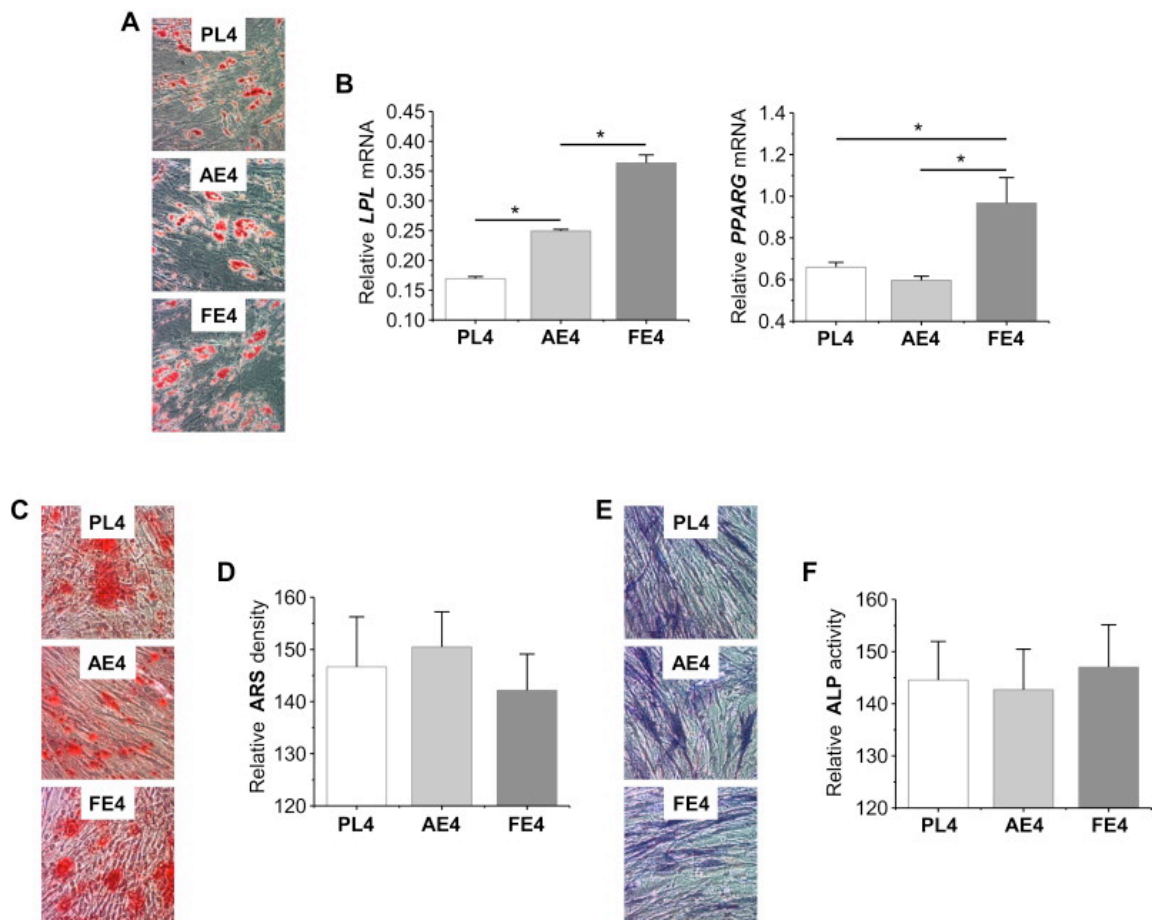 A
PL4
AE4
FE4
B
Relative LPL mRNA
0.45
0.40
0.35
0.30
0.25
0.20
0.15
0.10
*
*
PL4 AE4 FE4
Relative PPARG mRNA
1.4
1.2
1.0
0.8
0.6
0.4
*
*
PL4 AE4 FE4
C
PL4
AE4
FE4
D
Relative ARS density
160
150
140
130
120
PL4 AE4 FE4
E
PL4
AE4
FE4
F
Relative ALP activity
160
150
140
130
120
PL4 AE4 FE4